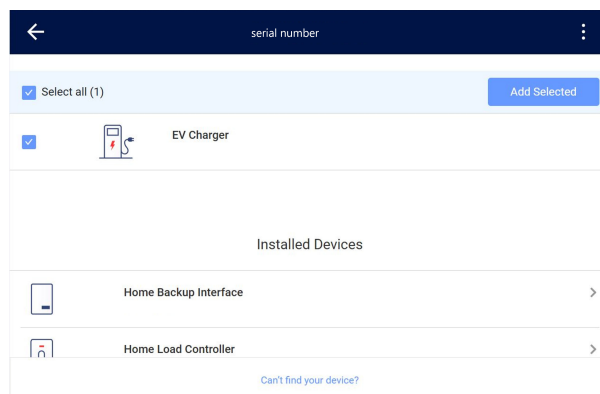 serial number
Select all (1)
Add Selected
EV Charger
Installed Devices
Home Backup Interface
Home Load Controller
Can't find your device?